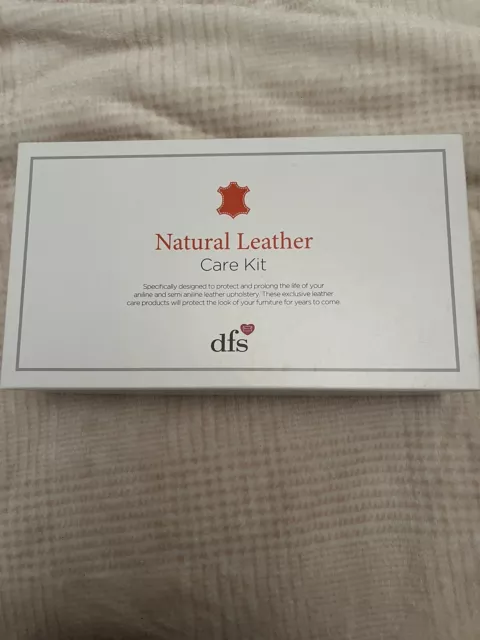 Natural Leather
Care Kit
Specifically designed to protect and prolong the life of your
aniline and semi aniline leather upholstery. These exclusive leather
care products will protect the look of your furniture for years to come.
dfs